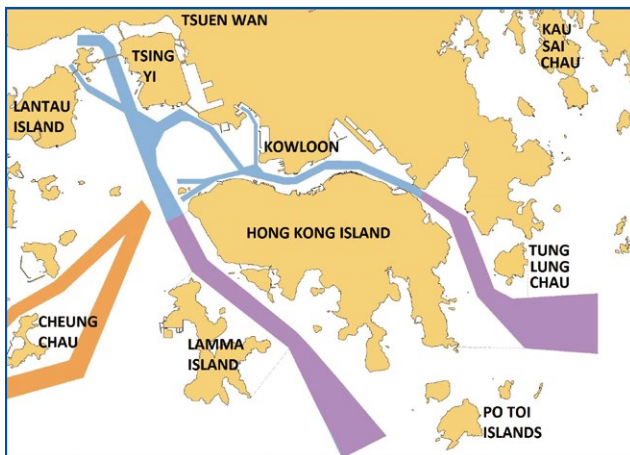 TSUEN WAN
TSING
YI
KAU
SAI
CHAU
LANTAU
ISLAND
KOWLOON
HONG KONG ISLAND
TUNG
LUNG
CHAU
CHEUNG
CHAU
LAMMA
ISLAND
PO TOI
ISLANDS